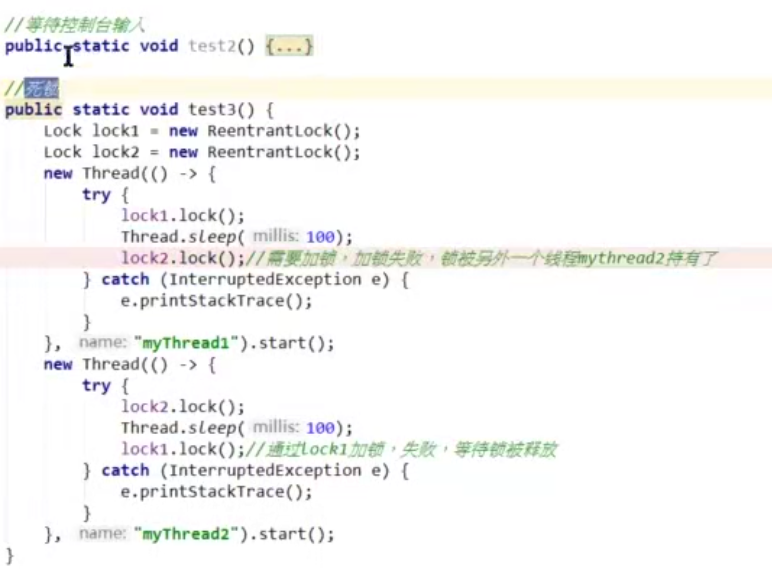 //等待控制台输入
public static void test2() {...}
//死锁
public static void test3() {
Lock lock1 = new ReentrantLock();
Lock lock2 = new ReentrantLock();
new Thread(() -> {
try {
lock1.lock();
Thread.sleep( millis: 100);
lock2.lock();//需要加锁，加锁失败，锁被另外一个线程mythread2持有了
} catch (InterruptedException e) {
e.printStackTrace();
}
}, name: "myThread1").start();
new Thread(() -> {
try {
lock2.lock();
Thread.sleep( millis: 100);
lock1.lock();//通过lock1加锁，失败，等待锁被释放
} catch (InterruptedException e) {
e.printStackTrace();
}
}, name: "myThread2").start();
}